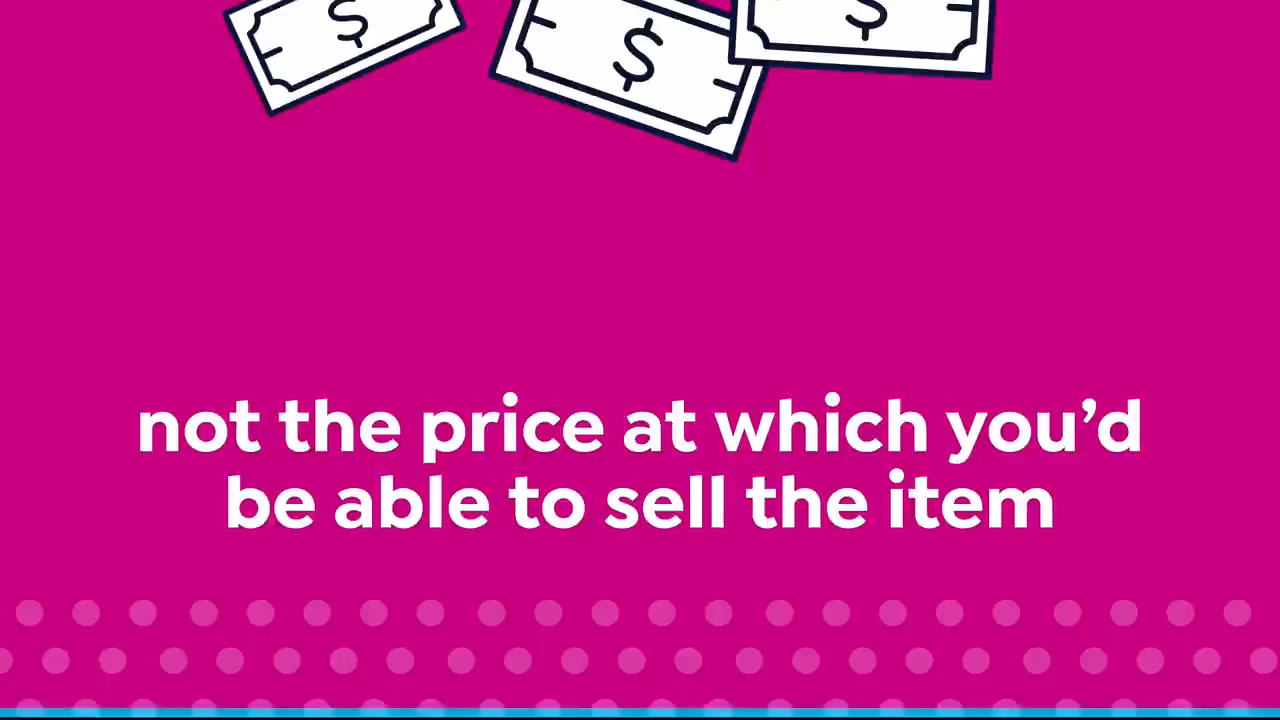 $ $ $
not the price at which you’d
be able to sell the item